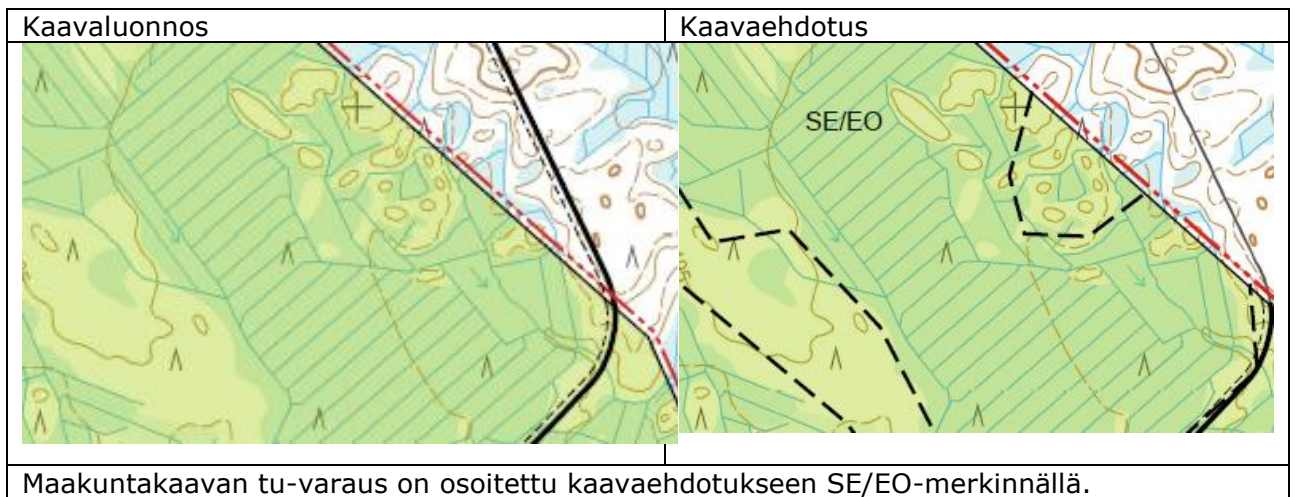 Kaavaluonnos
Kaavaehdotus
SE/EO
Maakuntakaavan tu-varaus on osoitettu kaavaehdotukseen SE/EO-merkinnällä.